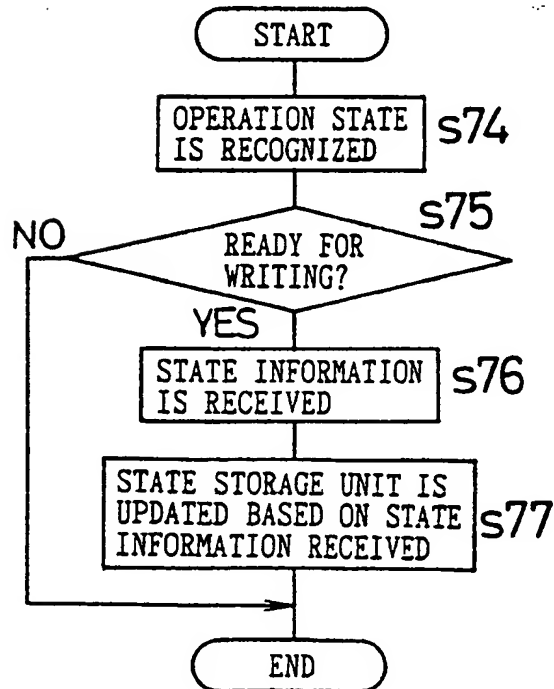 START
OPERATION STATE
IS RECOGNIZED
s74
s75
NO
READY FOR
WRITING?
YES
STATE INFORMATION
IS RECEIVED
s76
STATE STORAGE UNIT IS
UPDATED BASED ON STATE
INFORMATION RECEIVED
s77
END